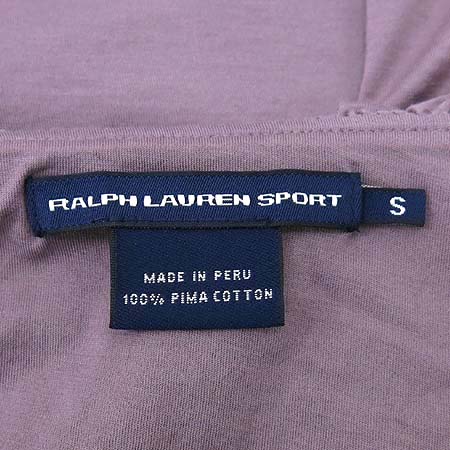 RALPH LAUREN SPORT S
MADE IN PERU
100% PIMA COTTON